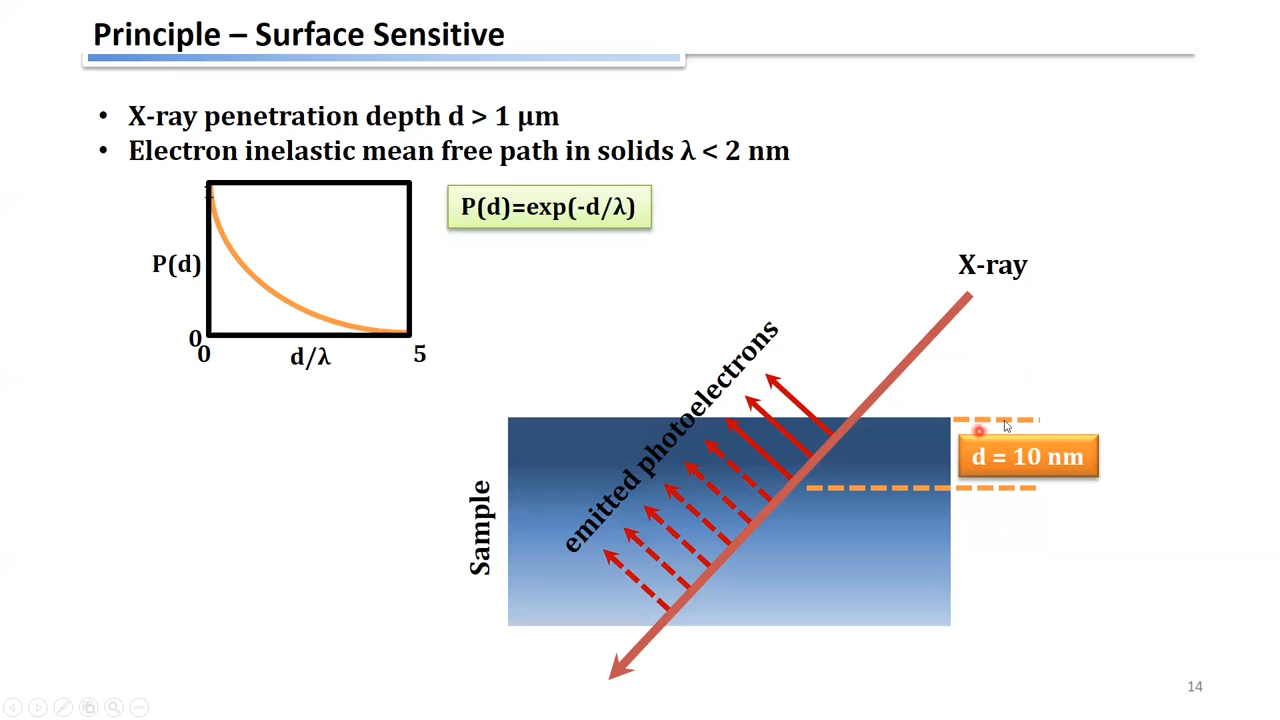 Principle – Surface Sensitive
• X-ray penetration depth d > 1 μm
• Electron inelastic mean free path in solids λ < 2 nm
1
P(d)=exp(-d/λ)
P(d)
0
0
d/λ
5
X-ray
emitted photoelectrons
d = 10 nm
Sample
14